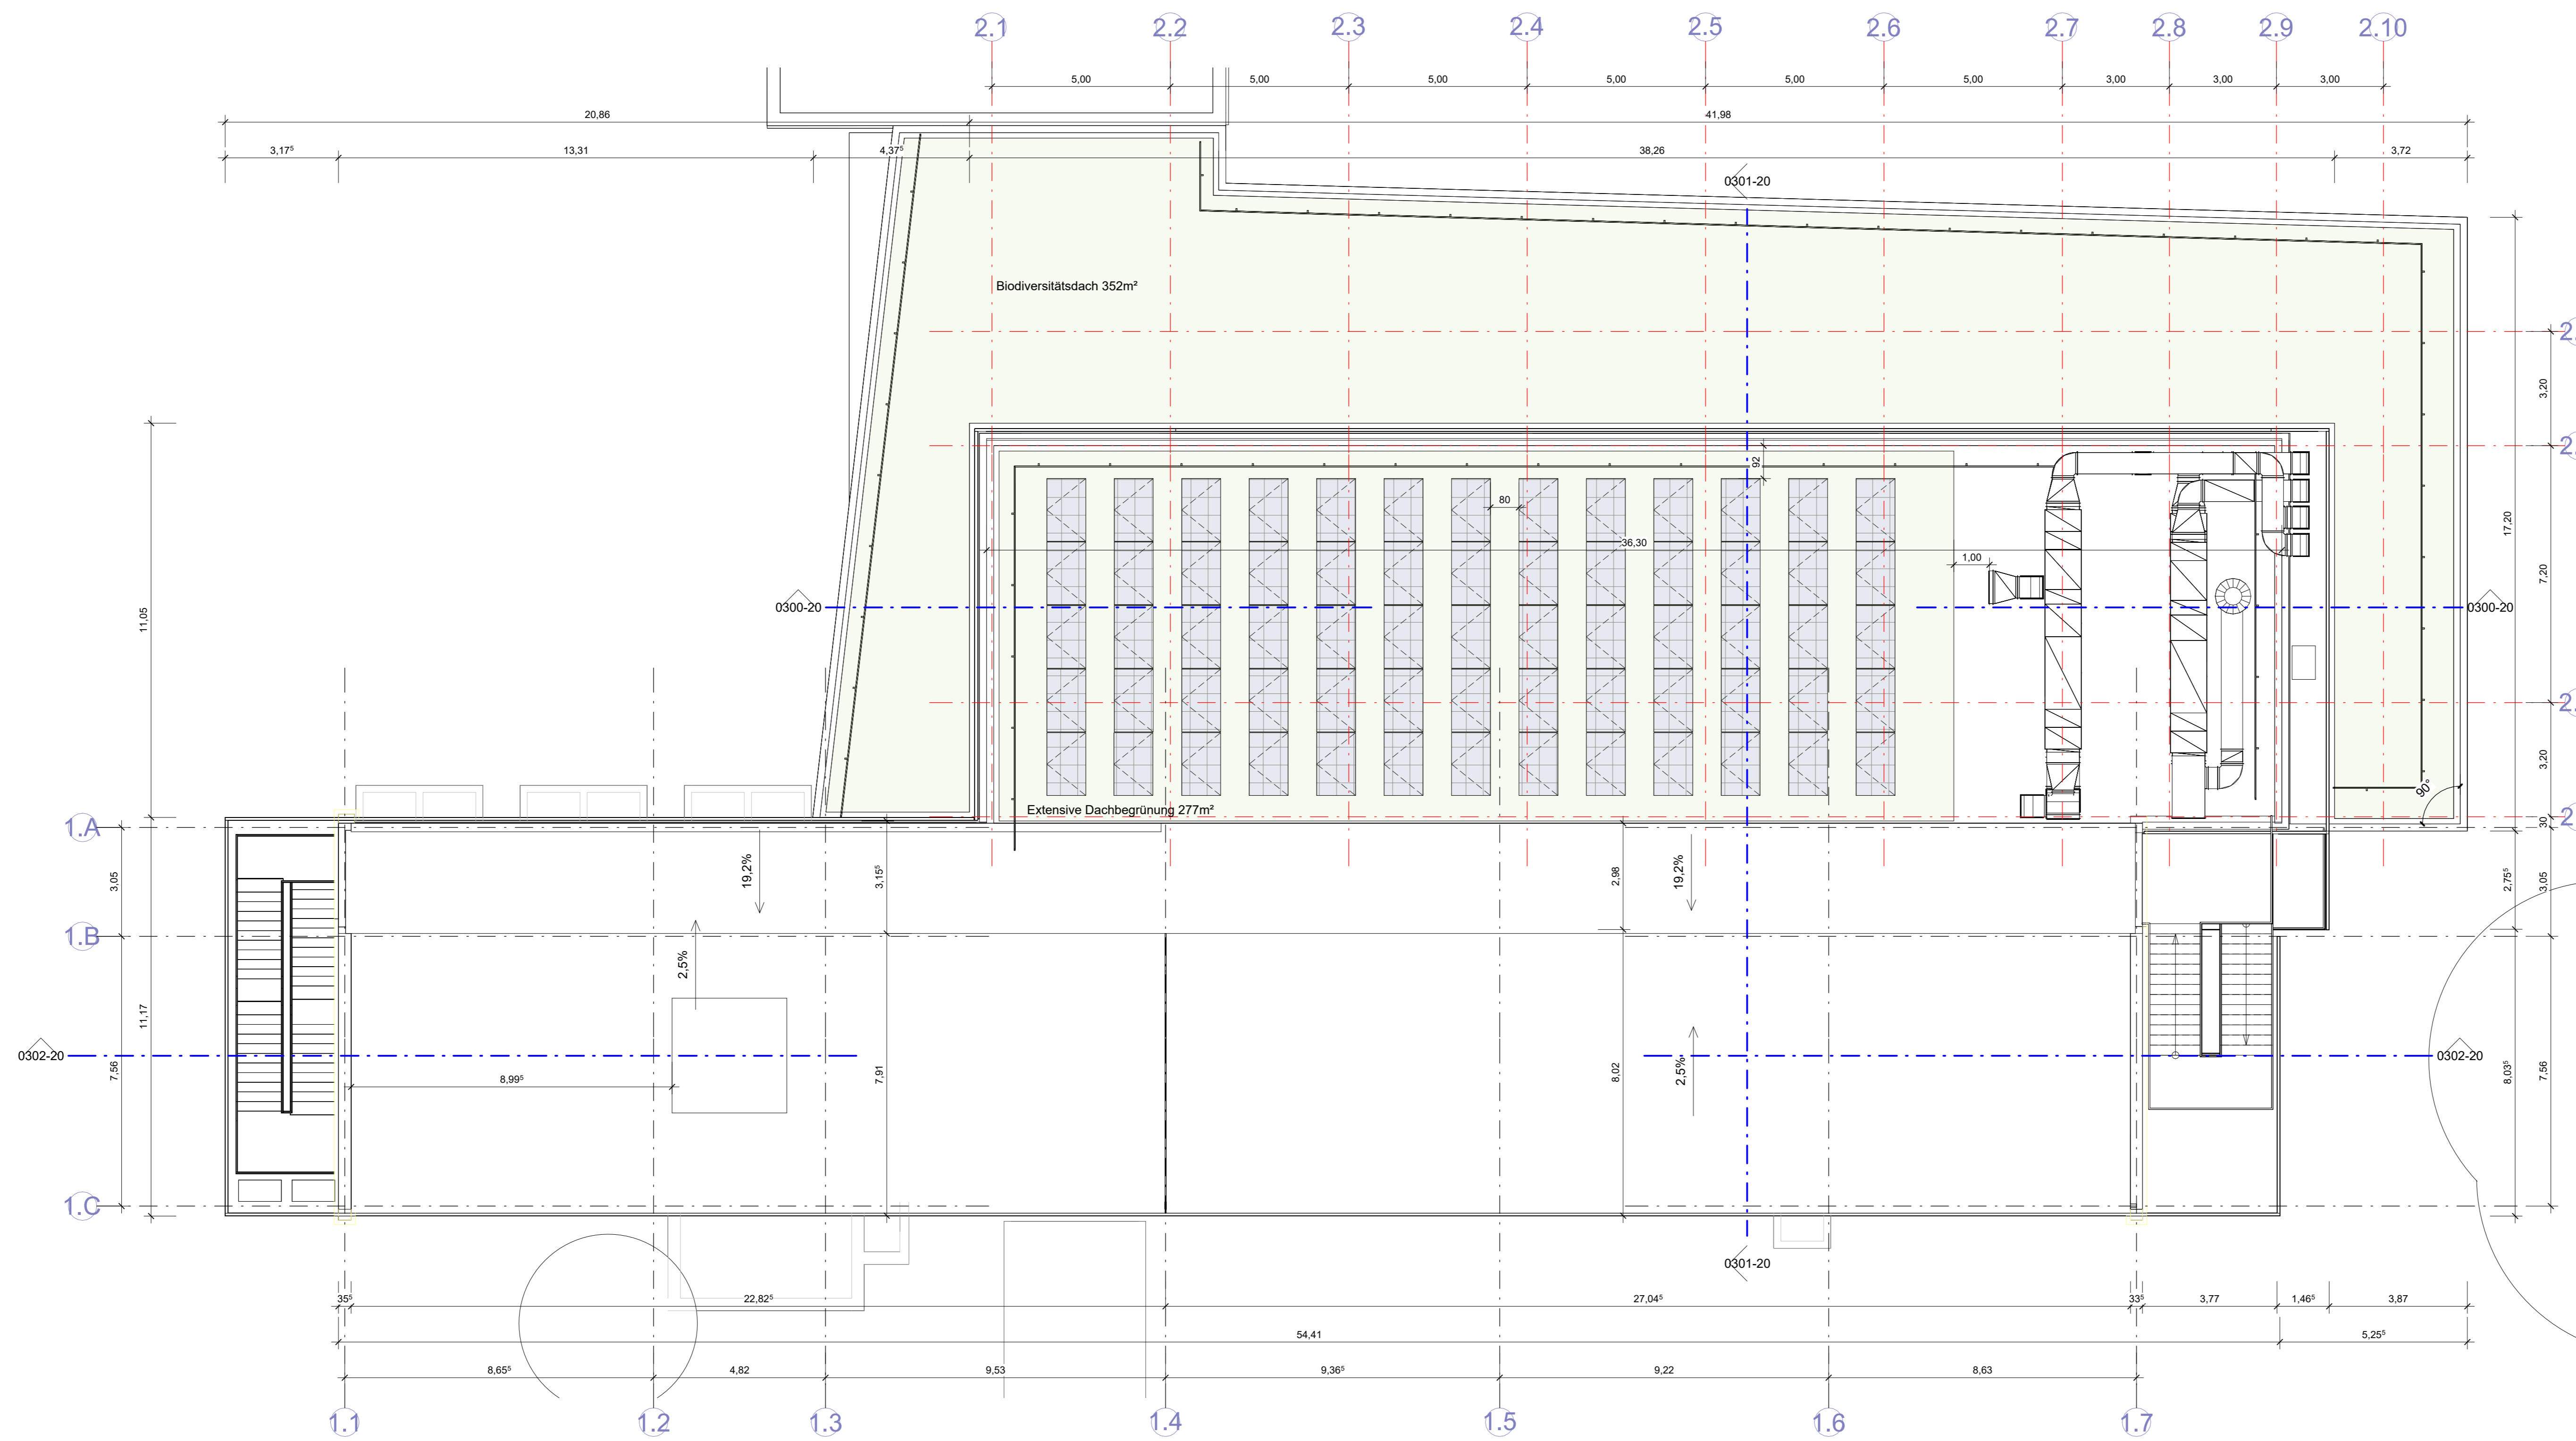 2.1 2.2 2.3 2.4 2.5 2.6 2.7 2.8 2.9 2.10
5,00 5,00 5,00 5,00 5,00 5,00 3,00 3,00 3,00
20,86 41,98
3,17⁵ 13,31 4,37⁵ 38,26 3,72
0301-20
Biodiversitätsdach 352m²
3,20
92
80
36,30
1,00
17,20
7,20
11,05
0300-20 0300-20
3,20
90°
Extensive Dachbegrünung 277m²
30
1.A
19,2% 19,2%
3,05 3,15⁵ 2,98 2,75⁵ 3,05
1.B
2,5%
11,17
0302-20 0302-20
7,56 7,91 8,02 2,5% 8,03⁵ 7,56
8,99⁵
1.C
0301-20
35⁵ 22,82⁵ 27,04⁵ 33⁵ 3,77 1,46⁵ 3,87
54,41 5,25⁵
8,65⁵ 4,82 9,53 9,36⁵ 9,22 8,63
1.1 1.2 1.3 1.4 1.5 1.6 1.7